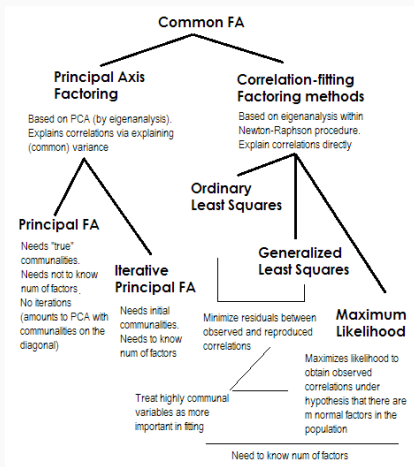 Common FA
Principal Axis
Factoring
Based on PCA (by eigenanalysis).
Explains correlations via explaining
(common) variance
Correlation-fitting
Factoring methods
Based on eigenanalysis within
Newton-Raphson procedure.
Explain correlations directly
Ordinary
Least Squares
Principal FA
Needs "true"
communalities.
Needs not to know
num of factors.
No iterations
(amounts to PCA with
communalities on the
diagonal)
Iterative
Principal FA
Needs initial
communalities.
Needs to know
num of factors
Generalized
Least Squares
Minimize residuals between
observed and reproduced
correlations
Maximum
Likelihood
Maximizes likelihood to
obtain observed
correlations under
hypothesis that there are
m normal factors in the
population
Treat highly communal
variables as more
important in fitting
Need to know num of factors